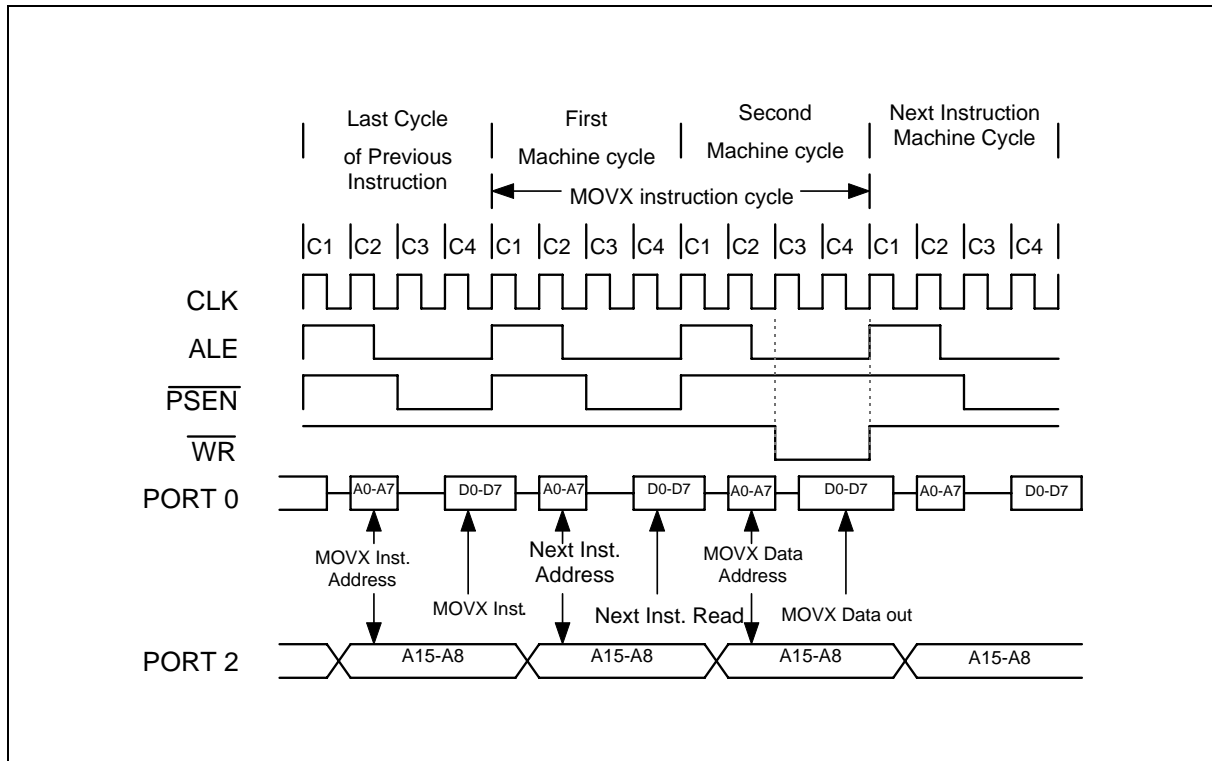 Last Cycle
of Previous
Instruction
First
Machine cycle
Second
Machine cycle
Next Instruction
Machine Cycle
MOVX instruction cycle
C1 C2 C3 C4 C1 C2 C3 C4 C1 C2 C3 C4 C1 C2 C3 C4
CLK
ALE
PSEN
WR
PORT 0
A0-A7 D0-D7 A0-A7 D0-D7 A0-A7 D0-D7 A0-A7 D0-D7
MOVX Inst.
Address
MOVX Inst.
Next Inst.
Address
Next Inst. Read
MOVX Data
Address
MOVX Data out
PORT 2
A15-A8 A15-A8 A15-A8 A15-A8